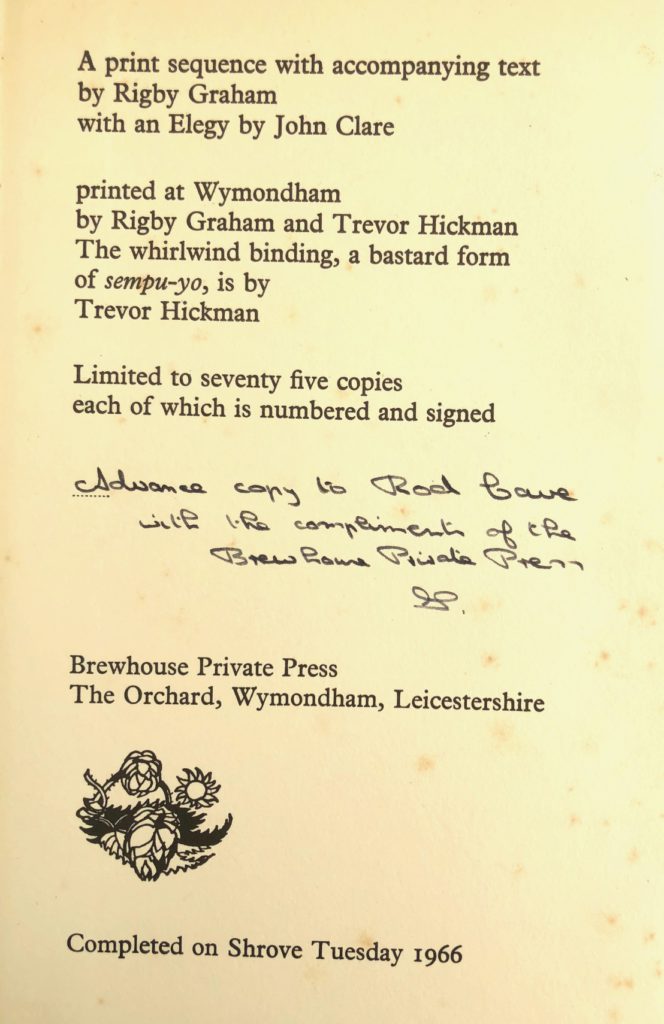 A print sequence with accompanying text
by Rigby Graham
with an Elegy by John Clare
printed at Wymondham
by Rigby Graham and Trevor Hickman
The whirlwind binding, a bastard form
of sempu-yo, is by
Trevor Hickman
Limited to seventy five copies
each of which is numbered and signed
Advance copy to Rod Cave
with the compliments of the
Brewhouse Private Press
Brewhouse Private Press
The Orchard, Wymondham, Leicestershire
Completed on Shrove Tuesday 1966